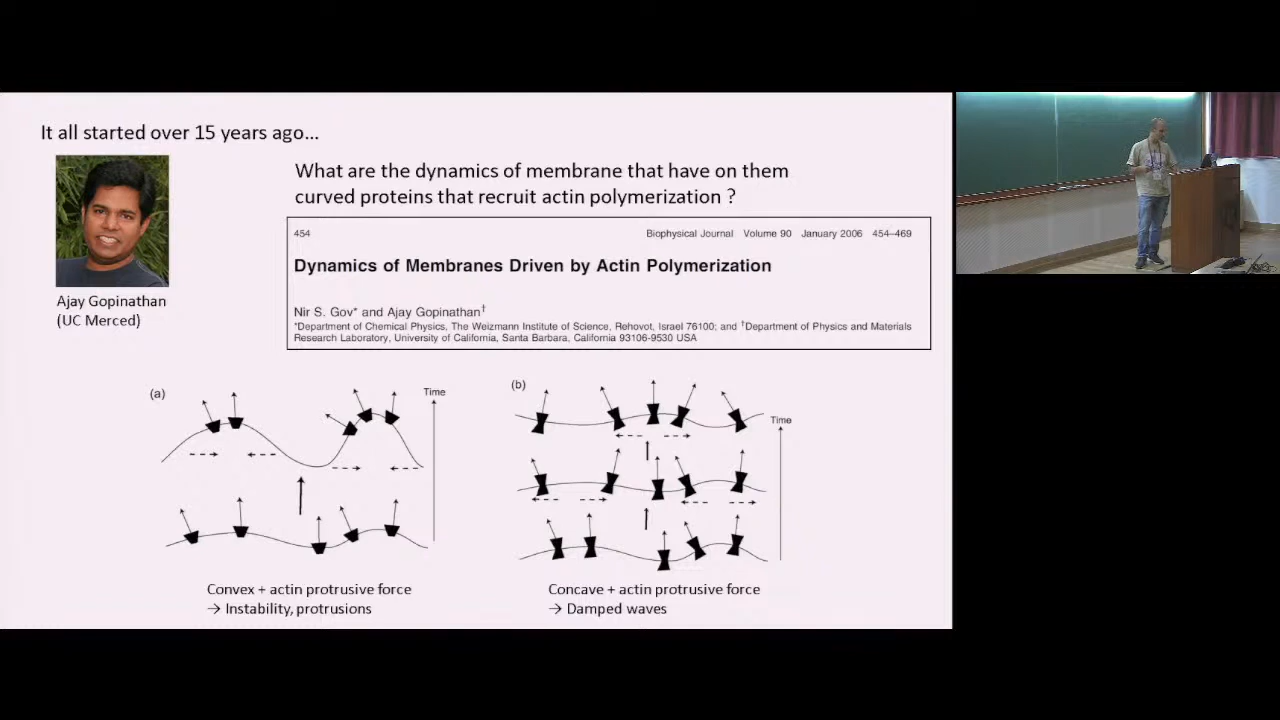 It all started over 15 years ago...
Ajay Gopinathan
(UC Merced)
What are the dynamics of membrane that have on them
curved proteins that recruit actin polymerization ?
454
Biophysical Journal Volume 90 January 2006 454–469
Dynamics of Membranes Driven by Actin Polymerization
Nir S. Gov* and Ajay Gopinathan†
*Department of Chemical Physics, The Weizmann Institute of Science, Rehovot, Israel 76100; and †Department of Physics and Materials
Research Laboratory, University of California, Santa Barbara, California 93106-9530 USA
(a)
Time
(b)
Time
Convex + actin protrusive force
→ Instability, protrusions
Concave + actin protrusive force
→ Damped waves